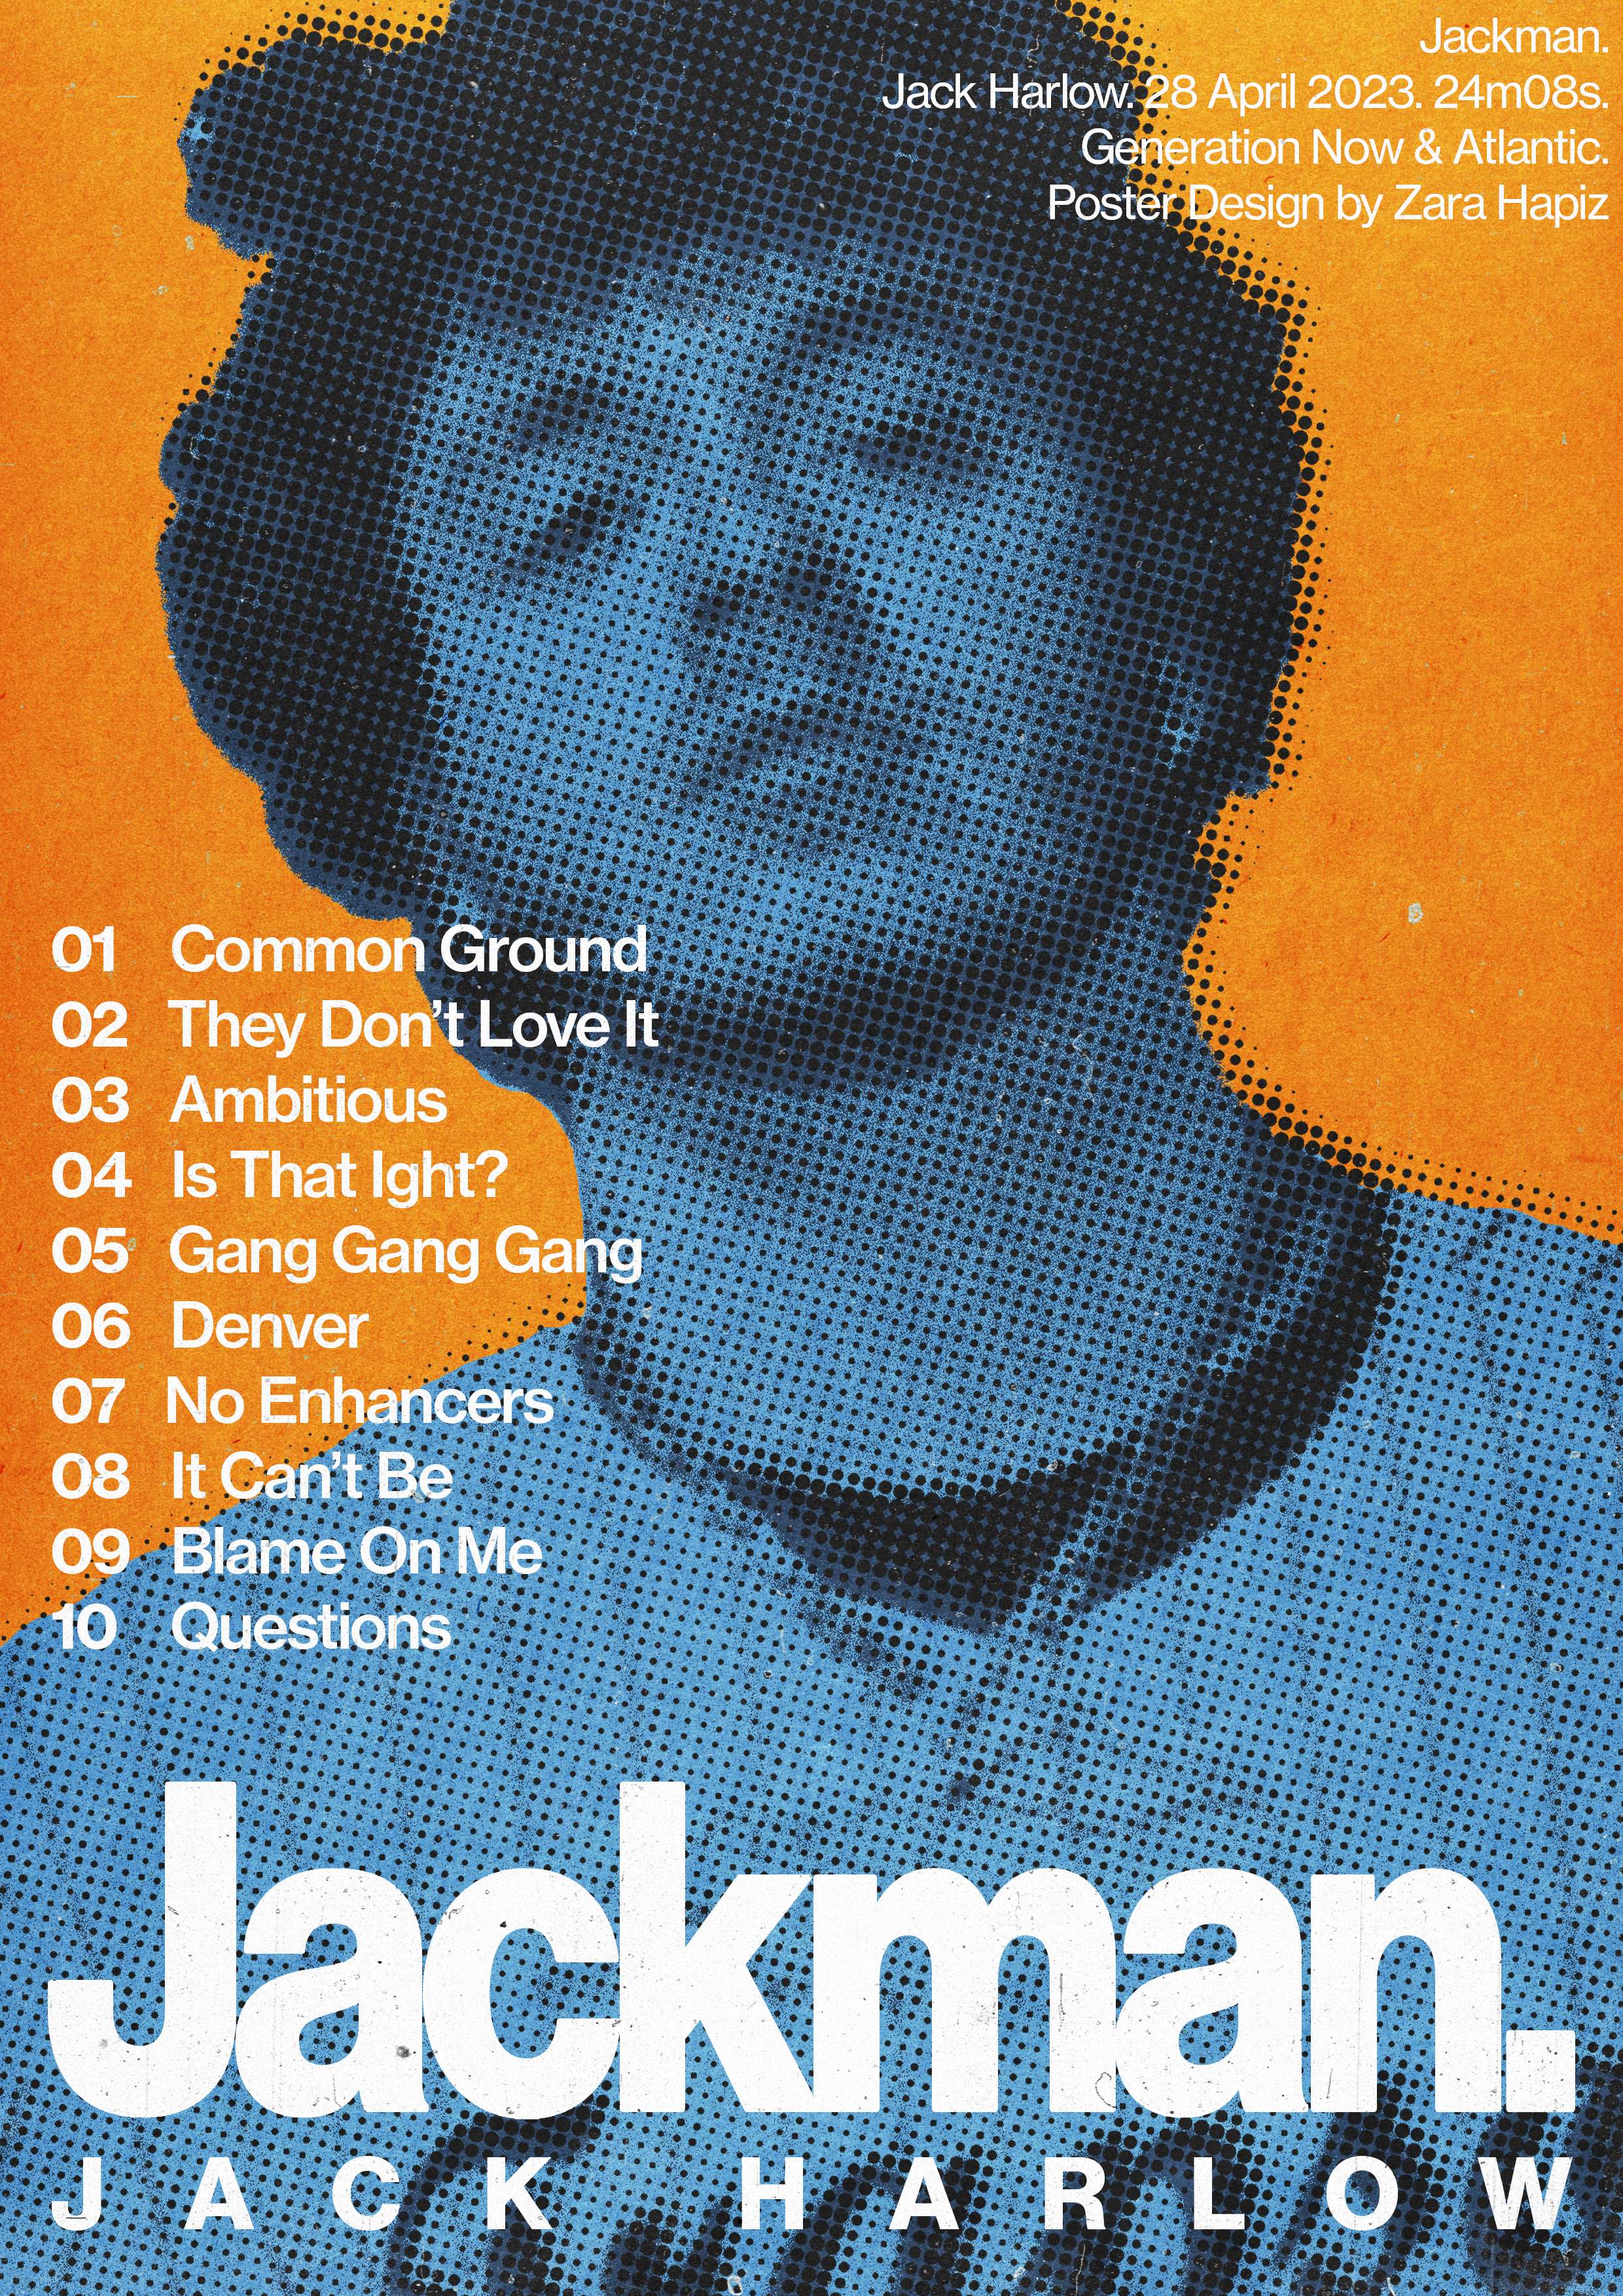 Jackman.
Jack Harlow. 28 April 2023. 24m08s.
Generation Now & Atlantic.
Poster Design by Zara Hapiz
01 Common Ground
02 They Don’t Love It
03 Ambitious
04 Is That Ight?
05 Gang Gang Gang
06 Denver
07 No Enhancers
08 It Can’t Be
09 Blame On Me
10 Questions
Jackman.
JACK HARLOW